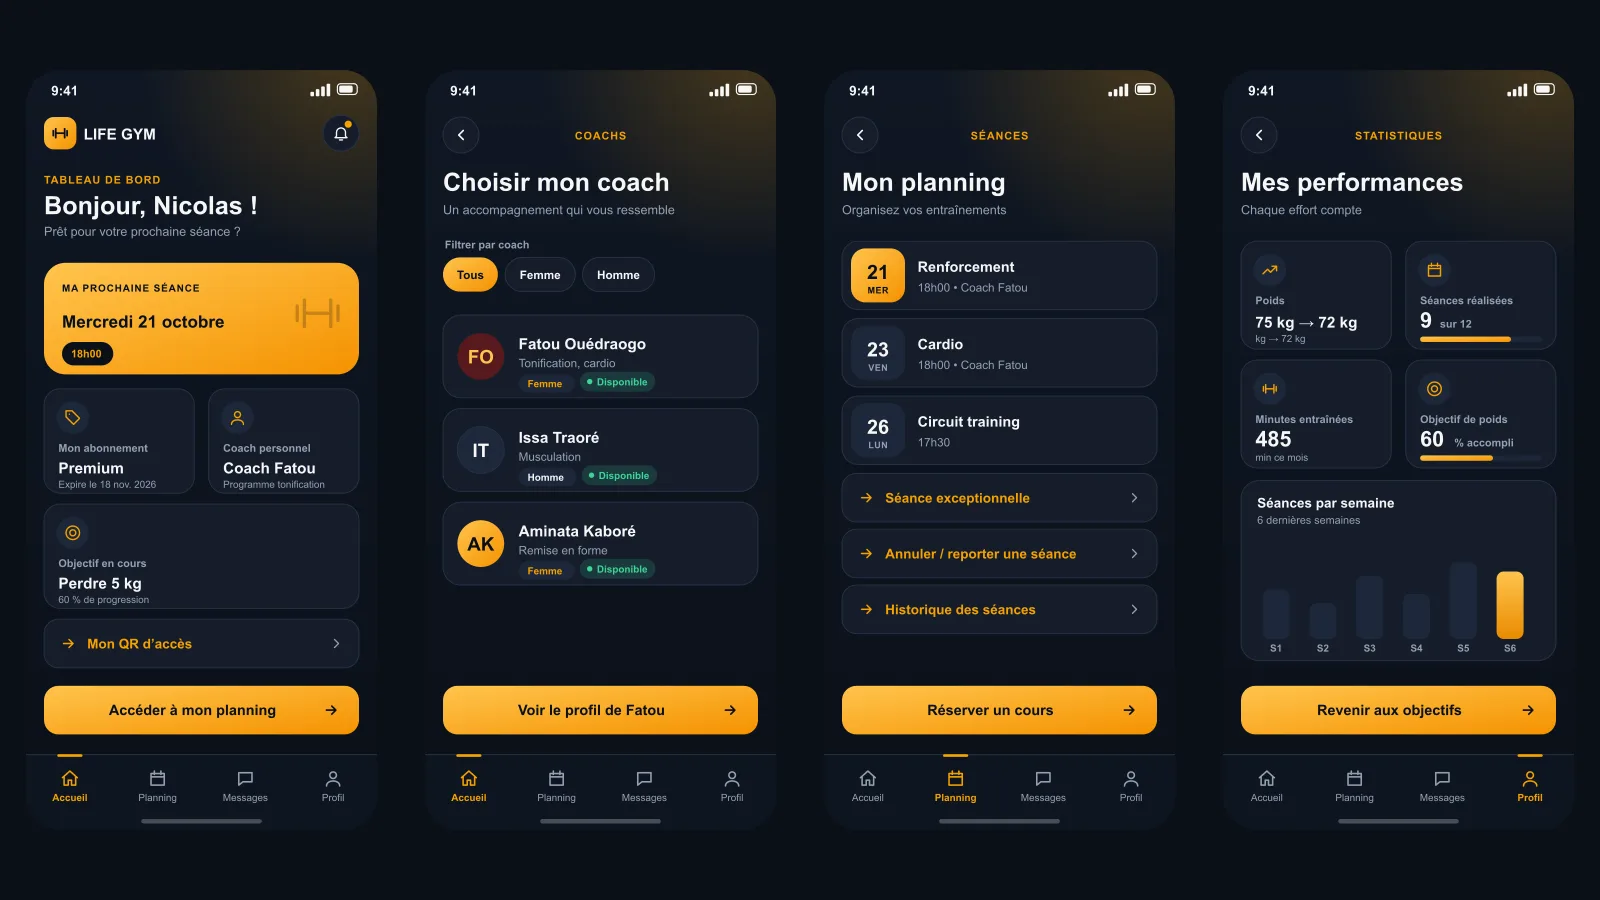 9:41
LIFE GYM
TABLEAU DE BORD
Bonjour, Nicolas !
Prêt pour votre prochaine séance ?
MA PROCHAINE SÉANCE
Mercredi 21 octobre
18h00
Mon abonnement
Premium
Expire le 18 nov. 2026
Coach personnel
Coach Fatou
Programme tonification
Objectif en cours
Perdre 5 kg
60 % de progression
Mon QR d’accès
Accéder à mon planning
Accueil
Planning
Messages
Profil
9:41
COACHS
Choisir mon coach
Un accompagnement qui vous ressemble
Filtrer par coach
Tous
Femme
Homme
FO
Fatou Ouédraogo
Tonification, cardio
Femme
Disponible
IT
Issa Traoré
Musculation
Homme
Disponible
AK
Aminata Kaboré
Remise en forme
Femme
Disponible
Voir le profil de Fatou
Accueil
Planning
Messages
Profil
9:41
SÉANCES
Mon planning
Organisez vos entraînements
21
MER
Renforcement
18h00 • Coach Fatou
23
VEN
Cardio
18h00 • Coach Fatou
26
LUN
Circuit training
17h30
Séance exceptionnelle
Annuler / reporter une séance
Historique des séances
Réserver un cours
Accueil
Planning
Messages
Profil
9:41
STATISTIQUES
Mes performances
Chaque effort compte
Poids
75 kg → 72 kg
kg → 72 kg
Séances réalisées
9 sur 12
Minutes entraînées
485
min ce mois
Objectif de poids
60 % accompli
Séances par semaine
6 dernières semaines
S1 S2 S3 S4 S5 S6
Revenir aux objectifs
Accueil
Planning
Messages
Profil